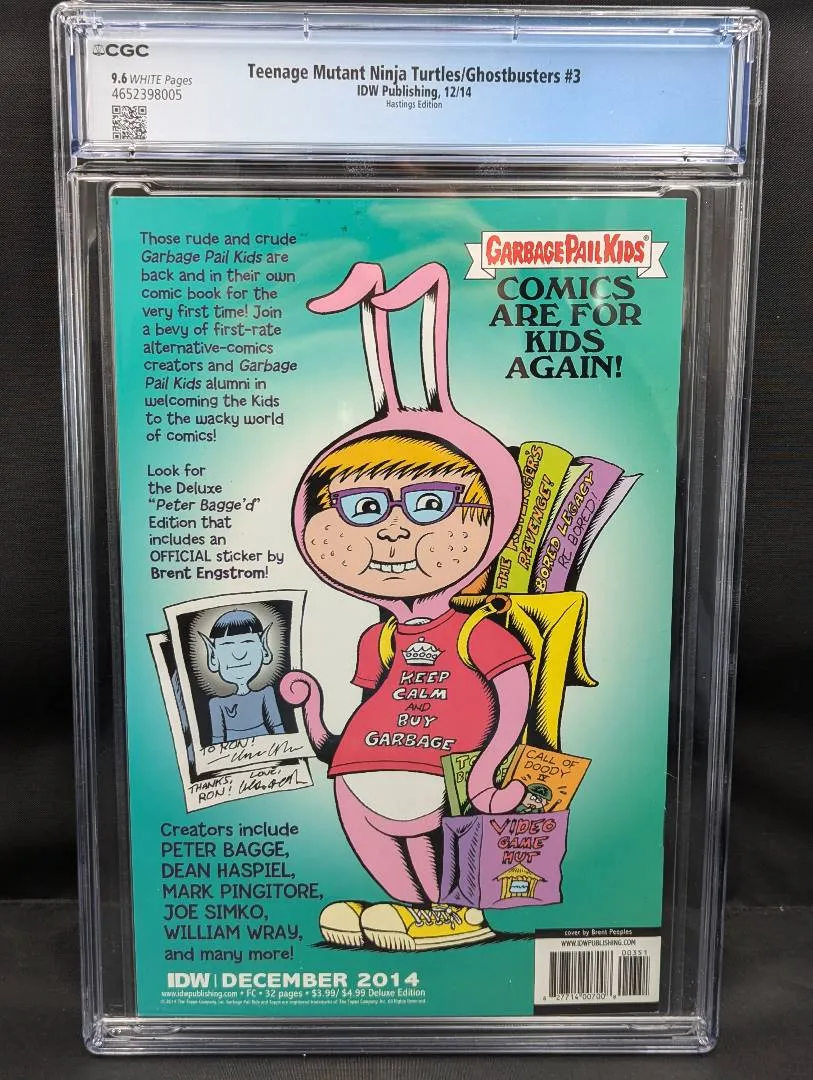 CGC
9.6 WHITE Pages
4652398005
Teenage Mutant Ninja Turtles/Ghostbusters #3
IDW Publishing, 12/14
Hastings Edition
Those rude and crude
Garbage Pail Kids are
back and in their own
comic book for the
very first time! Join
a bevy of first-rate
alternative-comics
creators and Garbage
Pail Kids alumni in
welcoming the Kids
to the wacky world
of comics!
Look for
the Deluxe
“Peter Bagge’d”
Edition that
includes an
OFFICIAL sticker by
Brent Engstrom!
GARBAGE PAIL KIDS®
COMICS
ARE FOR
KIDS
AGAIN!
THE REVENGER'S
REVENGE!
BORED LEGACY
RE BORED!
KEEP
CALM
AND
BUY
GARBAGE
TO RON!
THANKS, LOVE,
RON!
CALL OF
DOODY
IV
VIDEO
GAME
HUT
Creators include
PETER BAGGE,
DEAN HASPIEL,
MARK PINGITORE,
JOE SIMKO,
WILLIAM WRAY,
and many more!
IDW | DECEMBER 2014
www.idwpublishing.com • FC • 32 pages • $3.99/ $4.99 Deluxe Edition
cover by Brent Peoples
WWW.IDWPUBLISHING.COM
00351